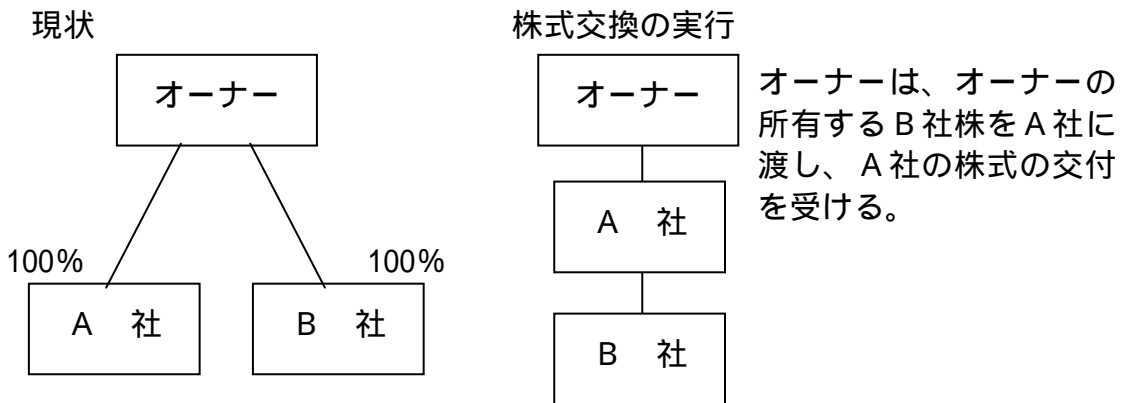 現状
オーナー
100%
100%
A 社
B 社
株式交換の実行
オーナー
A 社
B 社
オーナーは、オーナーの
所有するB社株をA社に
渡し、A社の株式の交付
を受ける。